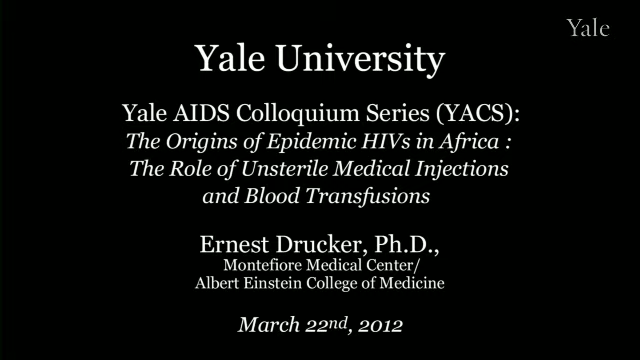 Yale
Yale University
Yale AIDS Colloquium Series (YACS):
The Origins of Epidemic HIVs in Africa :
The Role of Unsterile Medical Injections
and Blood Transfusions
Ernest Drucker, Ph.D.,
Montefiore Medical Center/
Albert Einstein College of Medicine
March 22nd, 2012